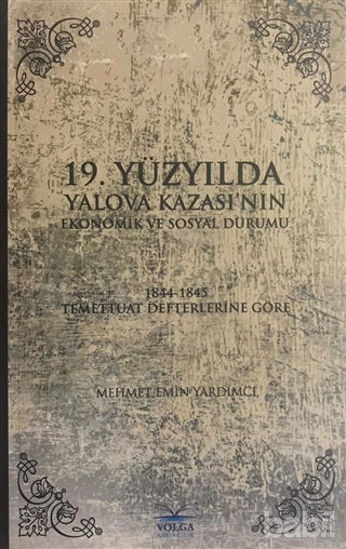 19. YÜZYILDA
YALOVA KAZASI'NIN
EKONOMİK VE SOSYAL DURUMU
1844-1845
TEMETTUAT DEFTERLERİNE GÖRE
MEHMET EMİN YARDIMCI
VOLGA